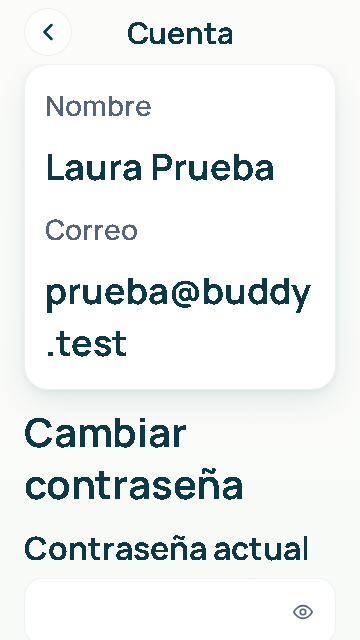 Cuenta
Nombre
Laura Prueba
Correo
prueba@buddy
.test
Cambiar
contraseña
Contraseña actual